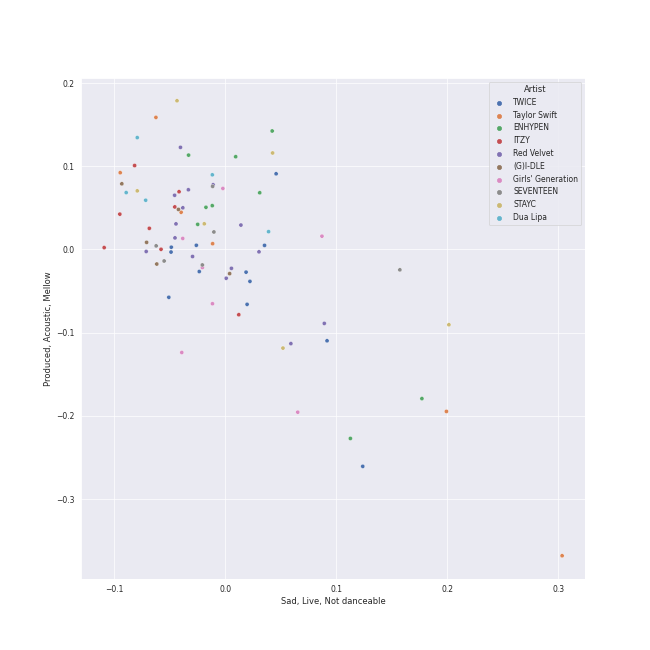 0.2
0.1
0.0
−0.1
−0.2
−0.3
Produced, Acoustic, Mellow
−0.1
0.0
0.1
0.2
0.3
Sad, Live, Not danceable
Artist
TWICE
Taylor Swift
ENHYPEN
ITZY
Red Velvet
(G)I-DLE
Girls' Generation
SEVENTEEN
STAYC
Dua Lipa